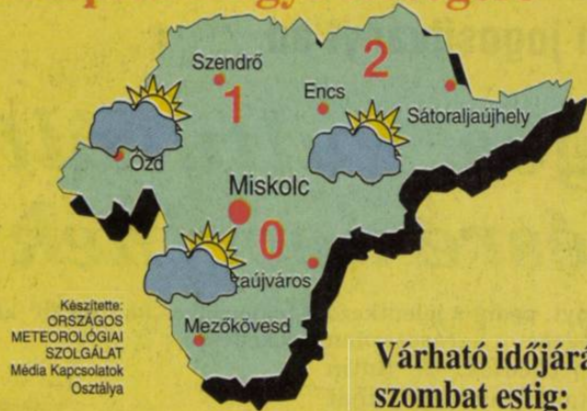 Szendrő
2
1
Encs
Sátoraljaújhely
Ózd
Miskolc
0
zaújváros
Mezőkövesd
Készítette:
ORSZÁGOS
METEOROLÓGIAI
SZOLGÁLAT
Média Kapcsolatok
Osztálya
Várható időjárá
szombat estig: